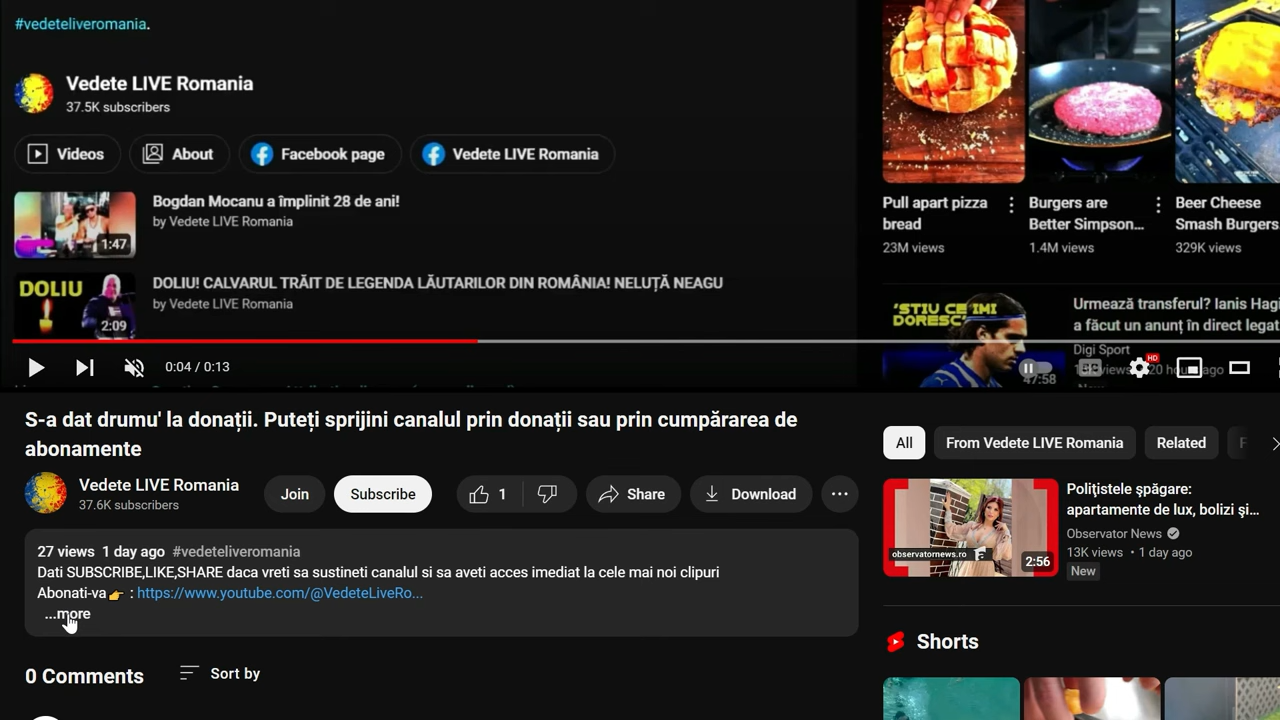 #vedeteliveromania.
Vedete LIVE Romania
37.5K subscribers
Videos
About
Facebook page
Vedete LIVE Romania
Bogdan Mocanu a împlinit 28 de ani!
by Vedete LIVE Romania
1:47
DOLIU! CALVARUL TRĂIT DE LEGENDA LĂUTARILOR DIN ROMÂNIA! NELUȚĂ NEAGU
by Vedete LIVE Romania
DOLIU
2:09
0:04 / 0:13
HD
Pull apart pizza
bread
23M views
Burgers are
Better Simpson...
1.4M views
Beer Cheese
Smash Burgers
329K views
'STIU CE IMI
DORESC'
47:58
Urmează transferul? Ianis Hagi
a făcut un anunț în direct legat
Digi Sport
S-a dat drumu' la donații. Puteți sprijini canalul prin donații sau prin cumpărarea de
abonamente
Vedete LIVE Romania
37.6K subscribers
Join
Subscribe
1
Share
Download
27 views 1 day ago #vedeteliveromania
Dati SUBSCRIBE,LIKE,SHARE daca vreti sa sustineti canalul si sa aveti acces imediat la cele mai noi clipuri
Abonati-va👉 : https://www.youtube.com/@VedeteLiveRo...
...more
0 Comments
Sort by
All
From Vedete LIVE Romania
Related
observatornews.ro
2:56
Polițistele șpăgare:
apartamente de lux, bolizi și...
Observator News
13K views • 1 day ago
New
Shorts